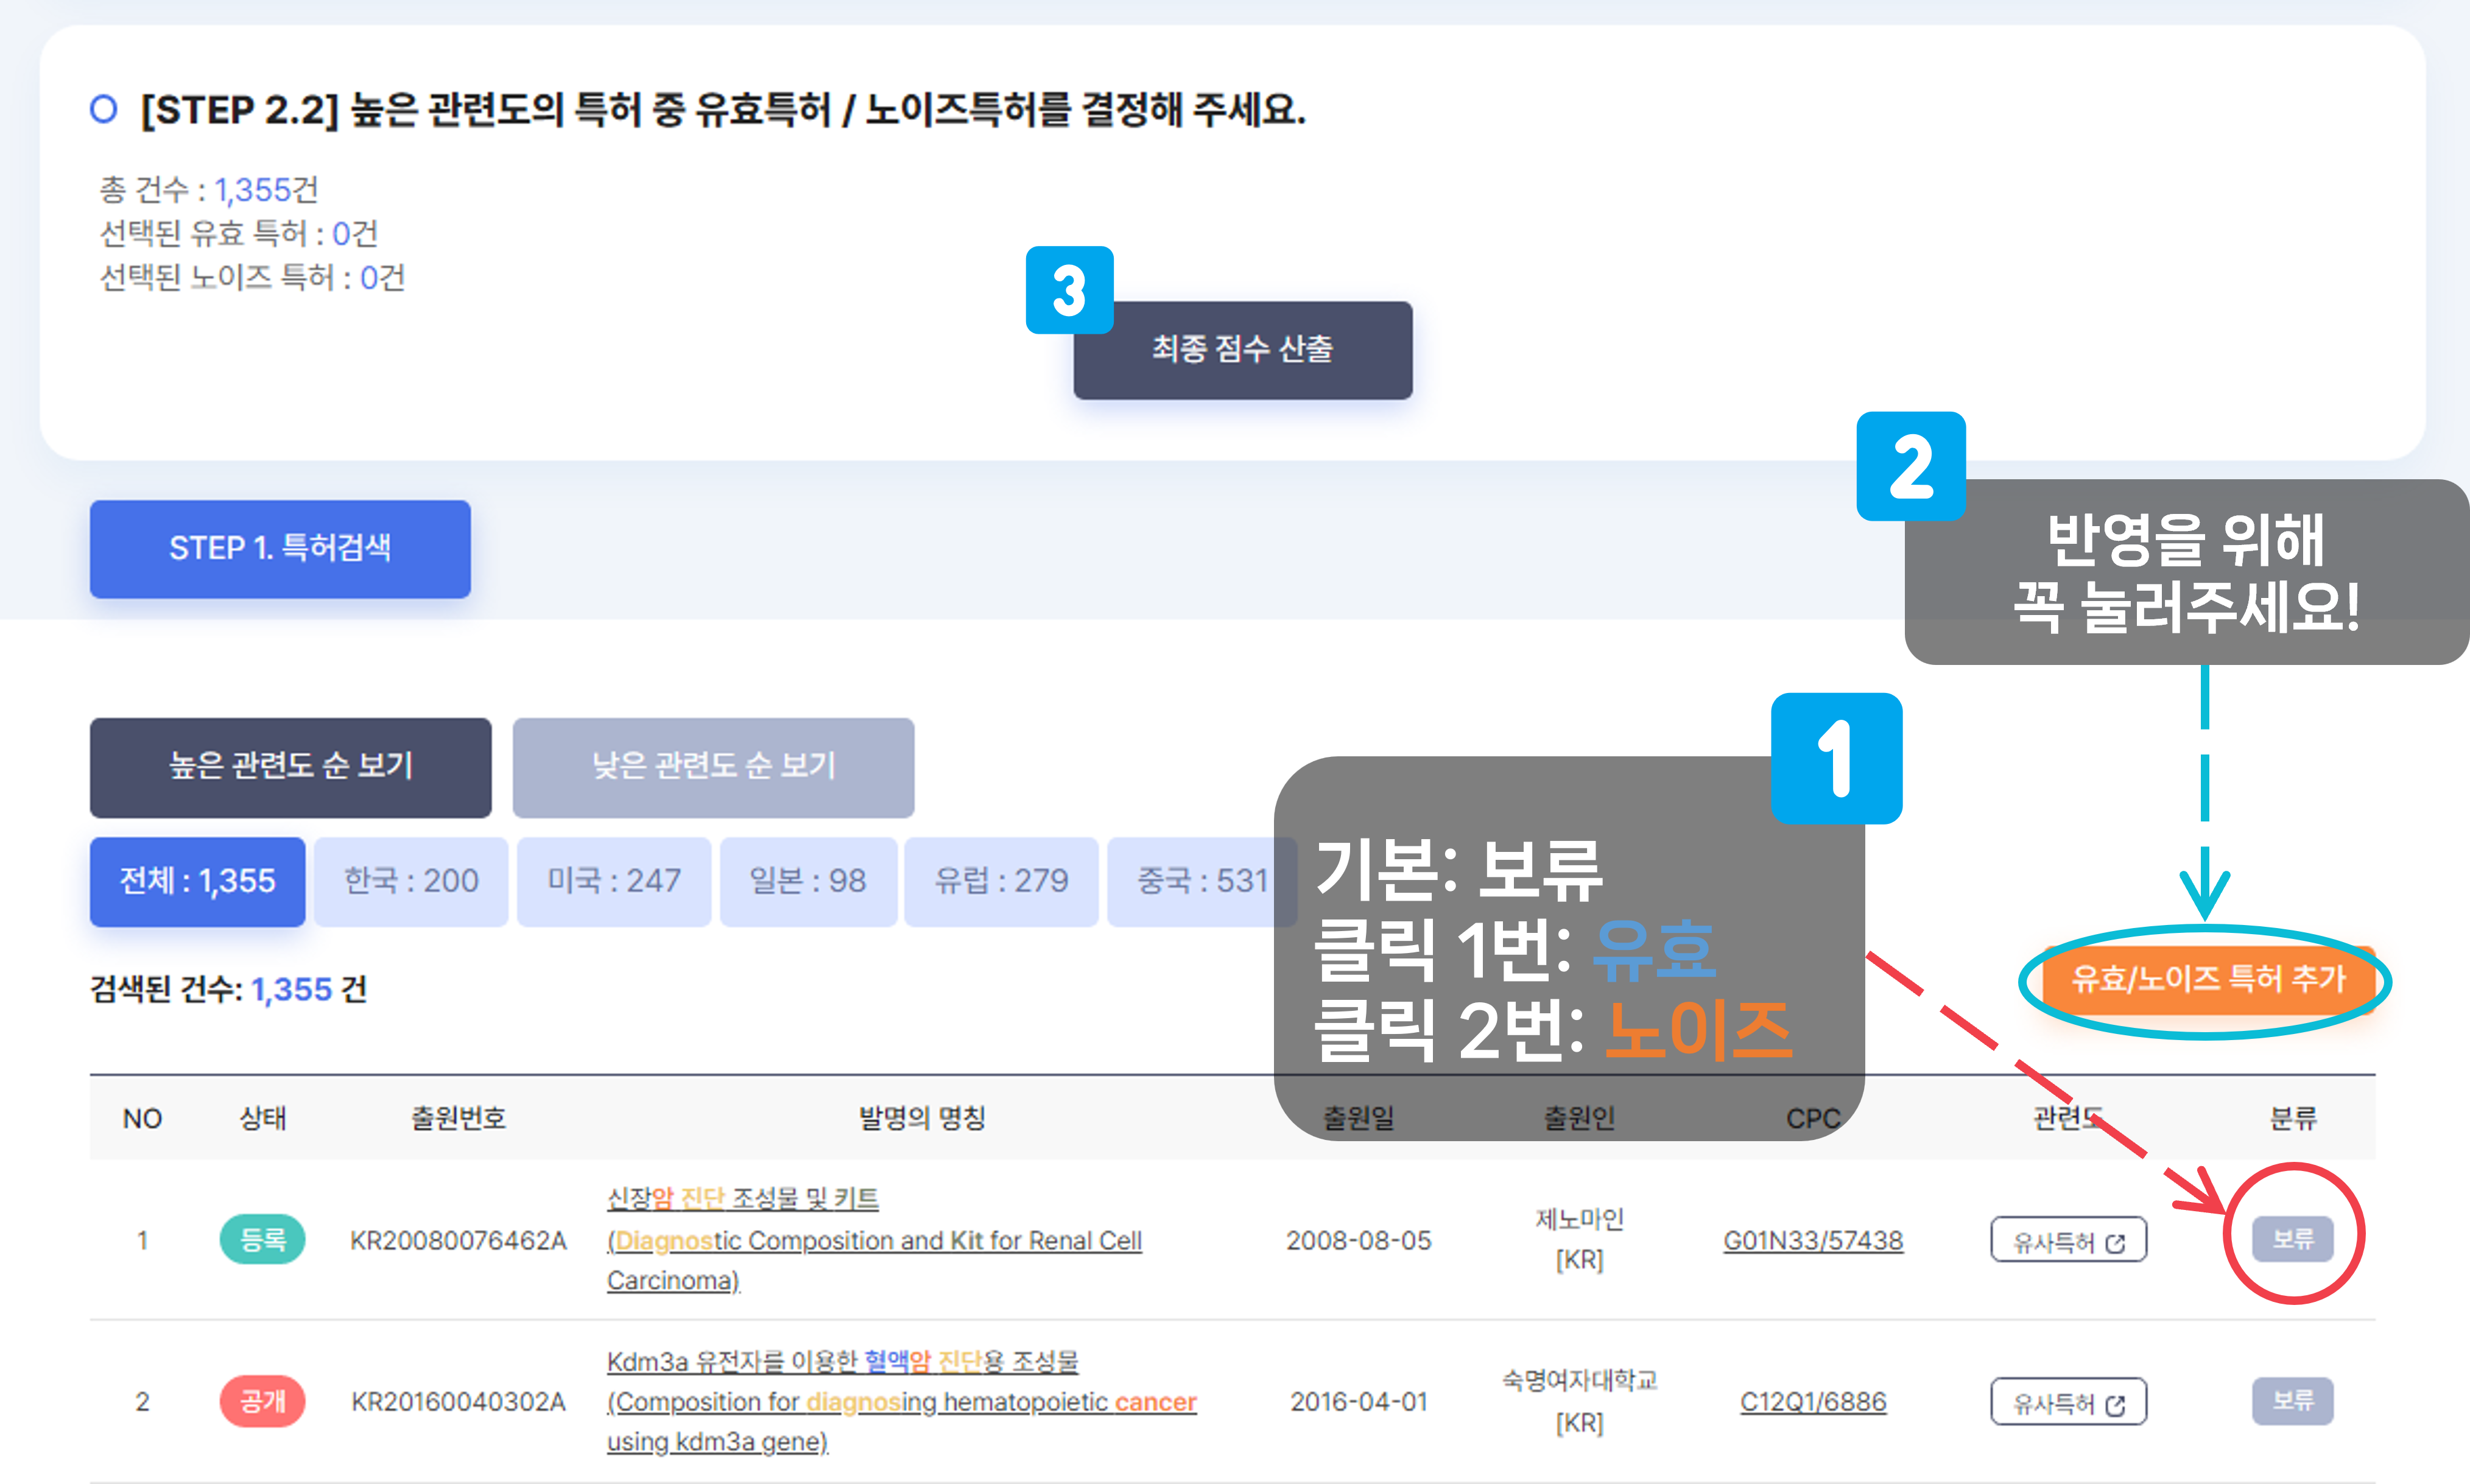 [STEP 2.2] 높은 관련도의 특허 중 유효특허 / 노이즈특허를 결정해 주세요.
총 건수 : 1,355건
선택된 유효 특허 : 0건
선택된 노이즈 특허 : 0건
3
최종 점수 산출
2
반영을 위해
꼭 눌러주세요!
STEP 1. 특허검색
높은 관련도 순 보기
낮은 관련도 순 보기
1
기본: 보류
클릭 1번: 유효
클릭 2번: 노이즈
전체 : 1,355
한국 : 200
미국 : 247
일본 : 98
유럽 : 279
중국 : 531
검색된 건수: 1,355 건
유효/노이즈 특허 추가
NO 상태 출원번호 발명의 명칭 출원일 출원인 CPC 관련도 분류
1 등록 KR20080076462A
신장암 진단 조성물 및 키트
(Diagnostic Composition and Kit for Renal Cell
Carcinoma)
2008-08-05
제노마인
[KR]
G01N33/57438
유사특허
보류
2 공개 KR20160040302A
Kdm3a 유전자를 이용한 혈액암 진단용 조성물
(Composition for diagnosing hematopoietic cancer
using kdm3a gene)
2016-04-01
숙명여자대학교
[KR]
C12Q1/6886
유사특허
보류